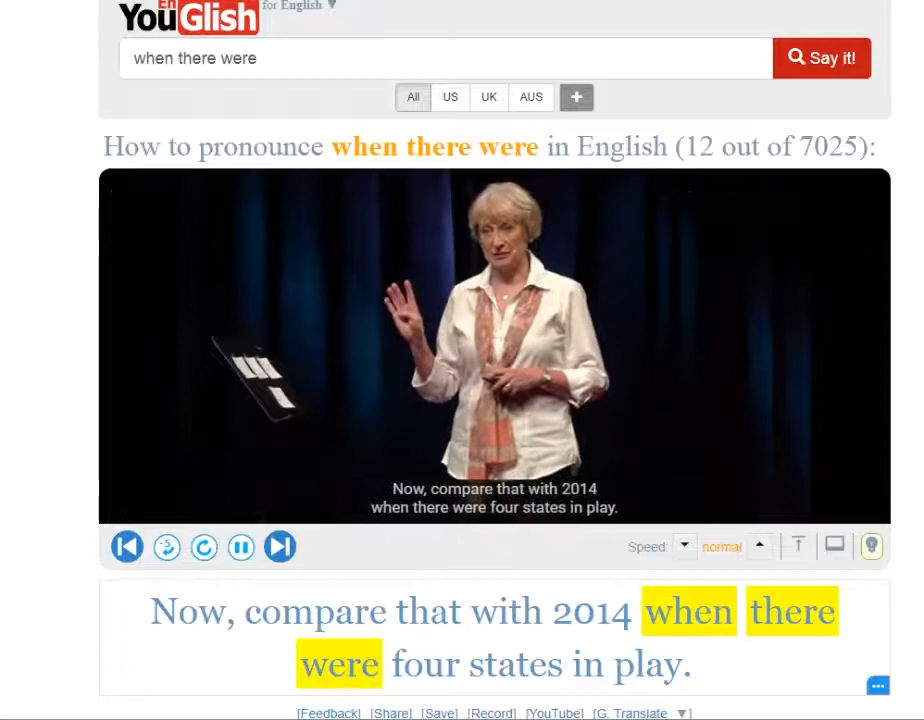 En
YouGlish for English ▼
when there were Say it!
All US UK AUS +
How to pronounce when there were in English (12 out of 7025):
Now, compare that with 2014
when there were four states in play.
Speed: normal
Now, compare that with 2014 when there
were four states in play.
[Feedback] [Share] [Save] [Record] [YouTube] [G. Translate ▼]